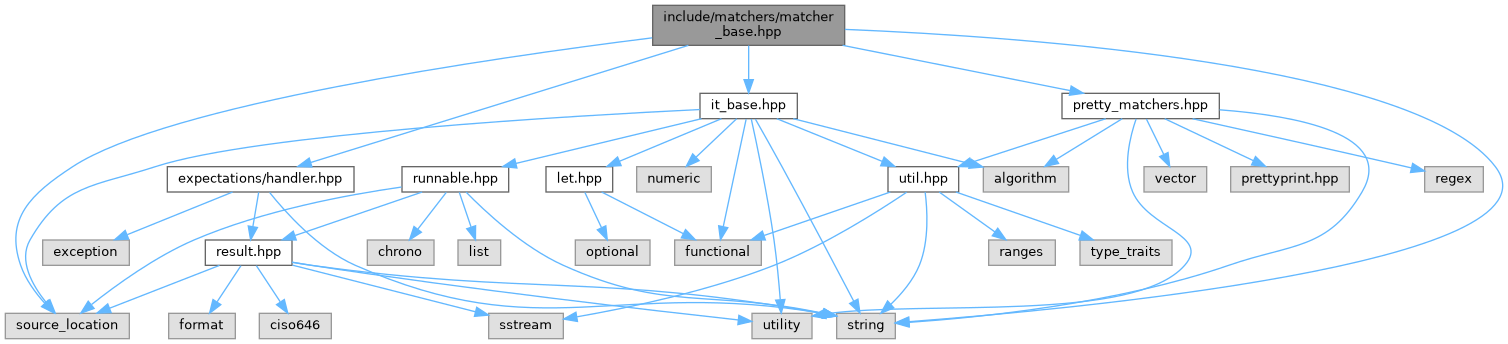 include/matchers/matcher
_base.hpp
it_base.hpp
pretty_matchers.hpp
expectations/handler.hpp
runnable.hpp
let.hpp
numeric
util.hpp
algorithm
vector
prettyprint.hpp
regex
exception
result.hpp
chrono
list
optional
functional
ranges
type_traits
source_location
format
ciso646
sstream
utility
string